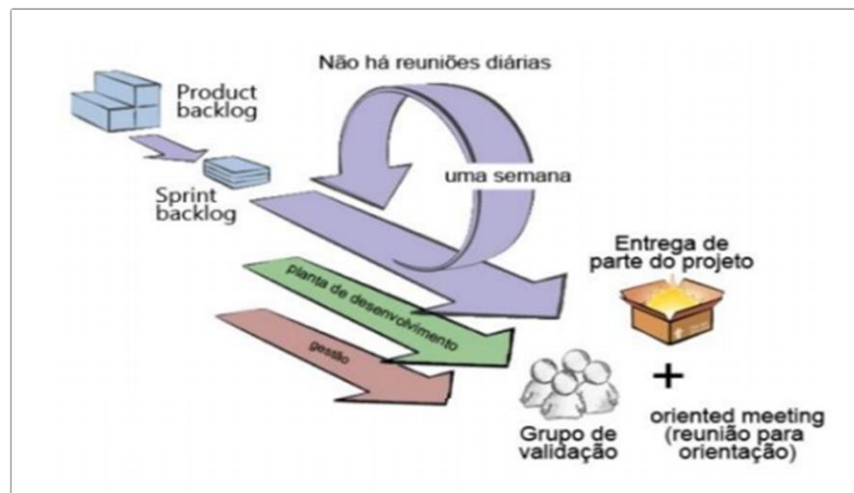 Não há reuniões diárias
Product
backlog
uma semana
Sprint
backlog
Entrega de
parte do projeto
planta de desenvolvimento
gestão
+
Grupo de
validação
oriented meeting
(reunião para
orientação)